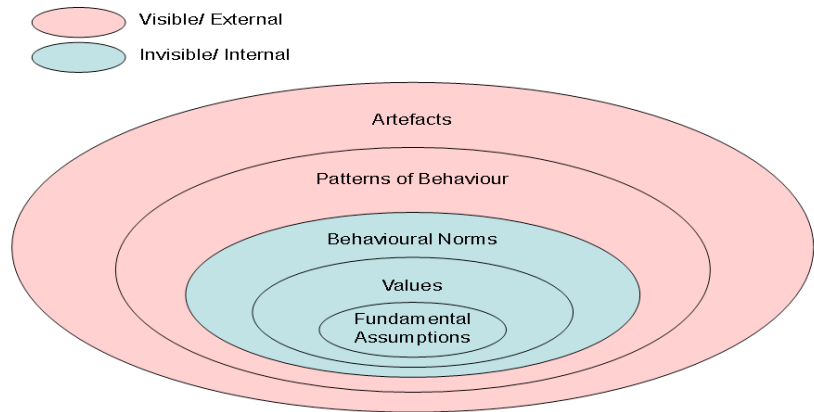 Visible/ External
Invisible/ Internal
Artefacts
Patterns of Behaviour
Behavioural Norms
Values
Fundamental
Assumptions